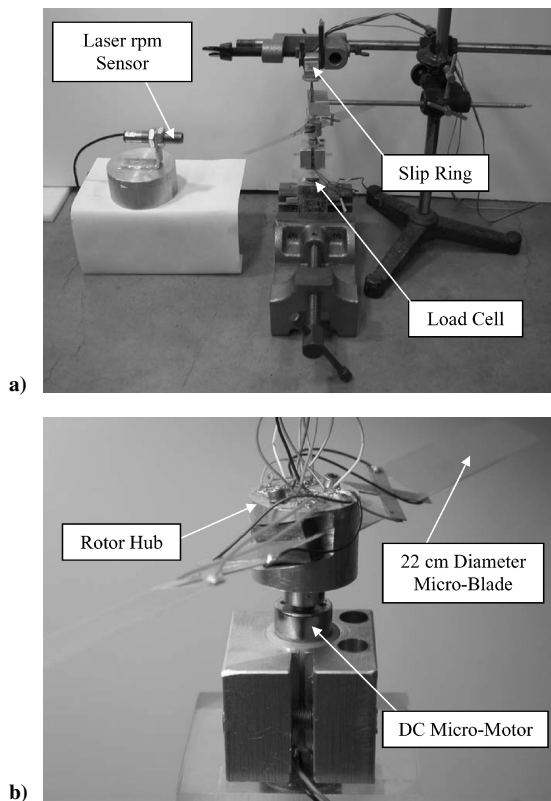 Laser rpm
Sensor
Slip Ring
Load Cell
a)
Rotor Hub
22 cm Diameter
Micro-Blade
DC Micro-Motor
b)